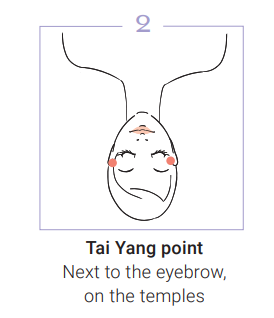 2
Tai Yang point
Next to the eyebrow,
on the temples